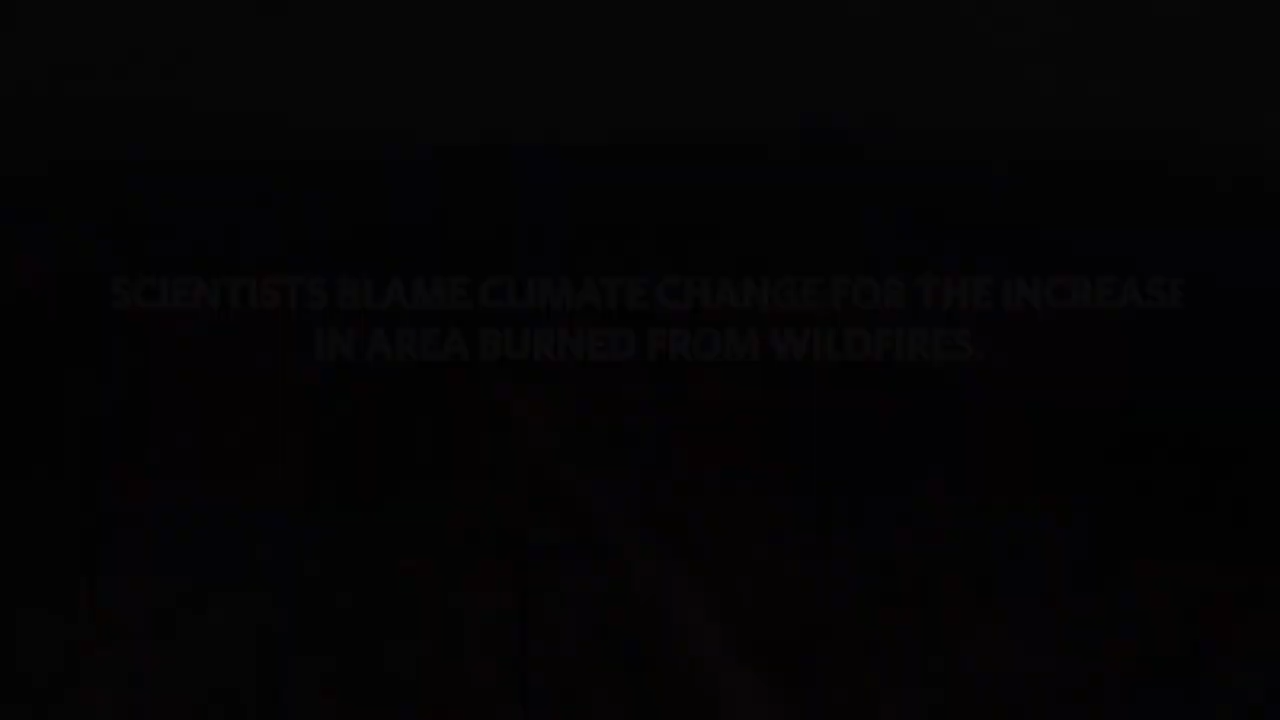 SCIENTISTS BLAME CLIMATE CHANGE FOR THE INCREASE
IN AREA BURNED FROM WILDFIRES